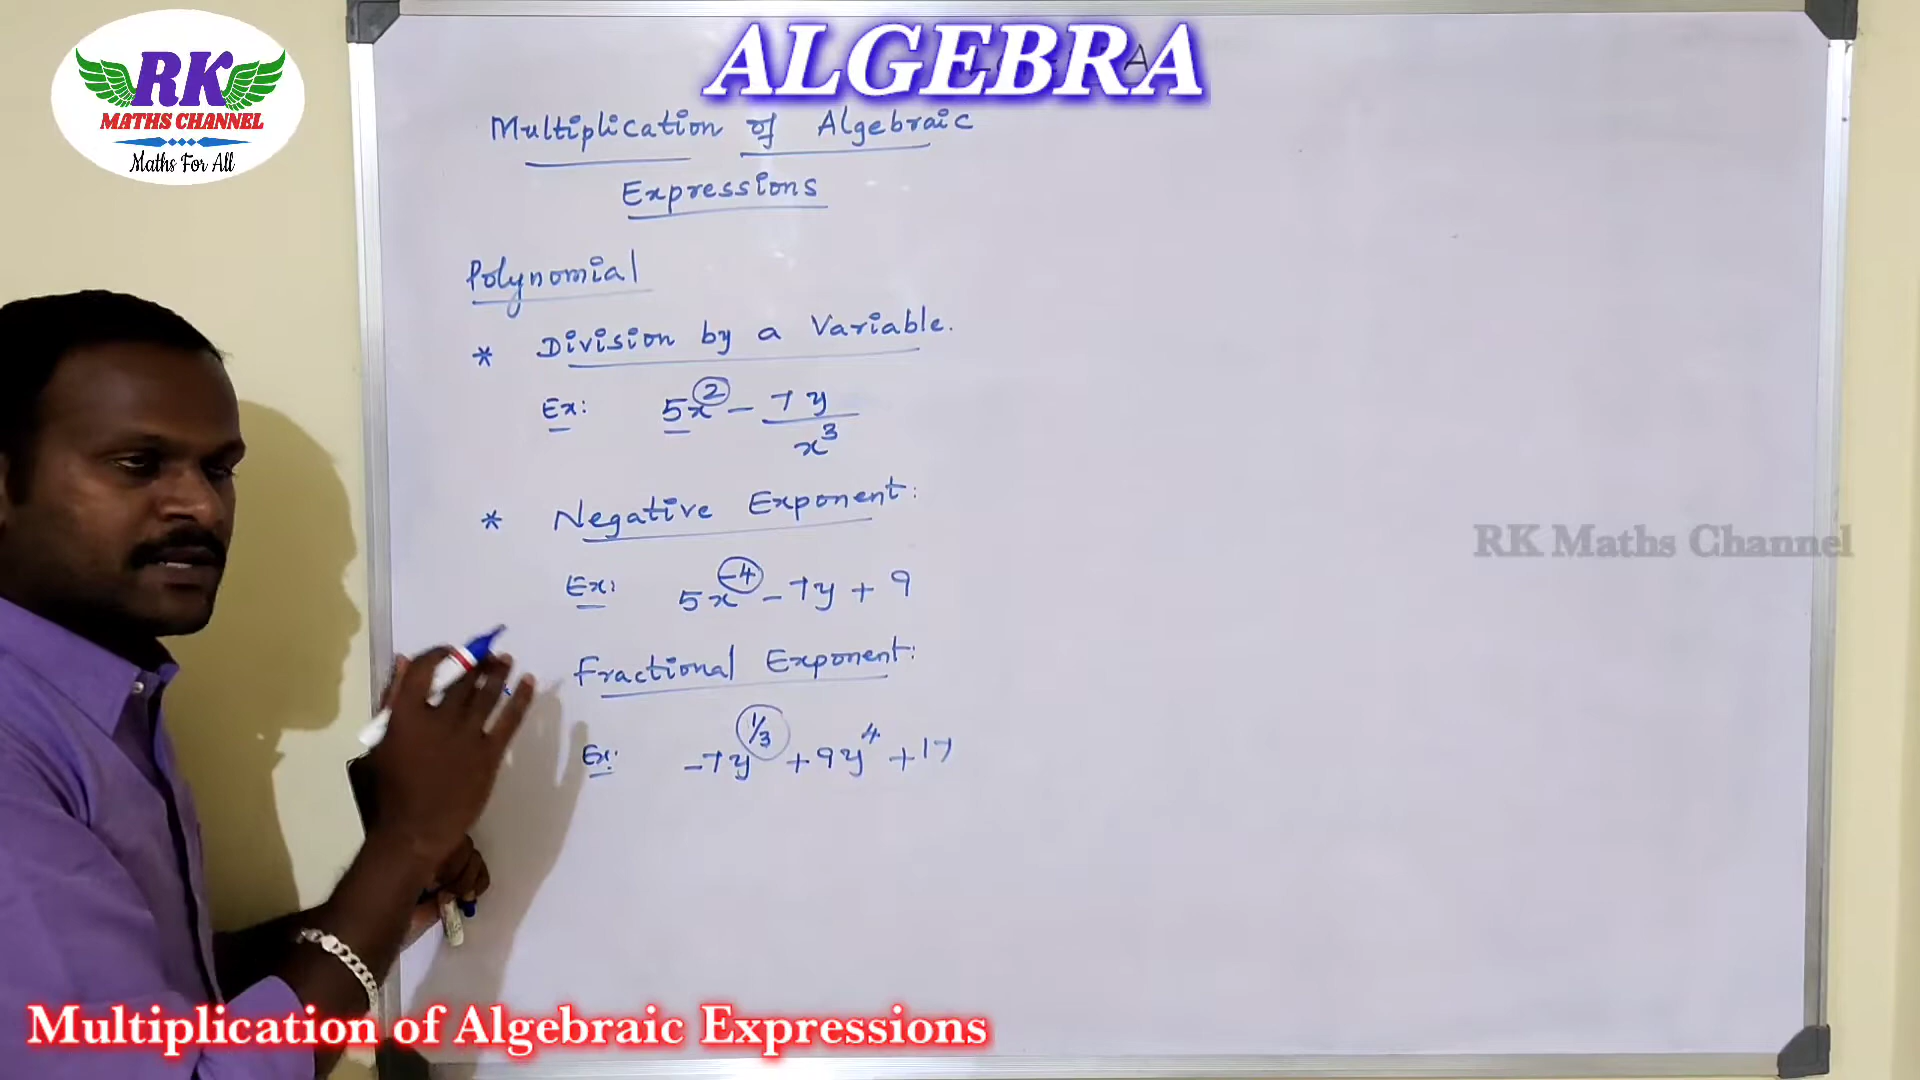 RK
MATHS CHANNEL
Maths For All
ALGEBRA
Multiplication of Algebraic
Expressions
Polynomial
* Division by a Variable.
Ex: 5x² - 7y/x³
* Negative Exponent:
Ex: 5x⁻⁴ - 7y + 9
* Fractional Exponent:
Ex: -7y^1/3 + 9y⁴ + 17
RK Maths Channel
Multiplication of Algebraic Expressions